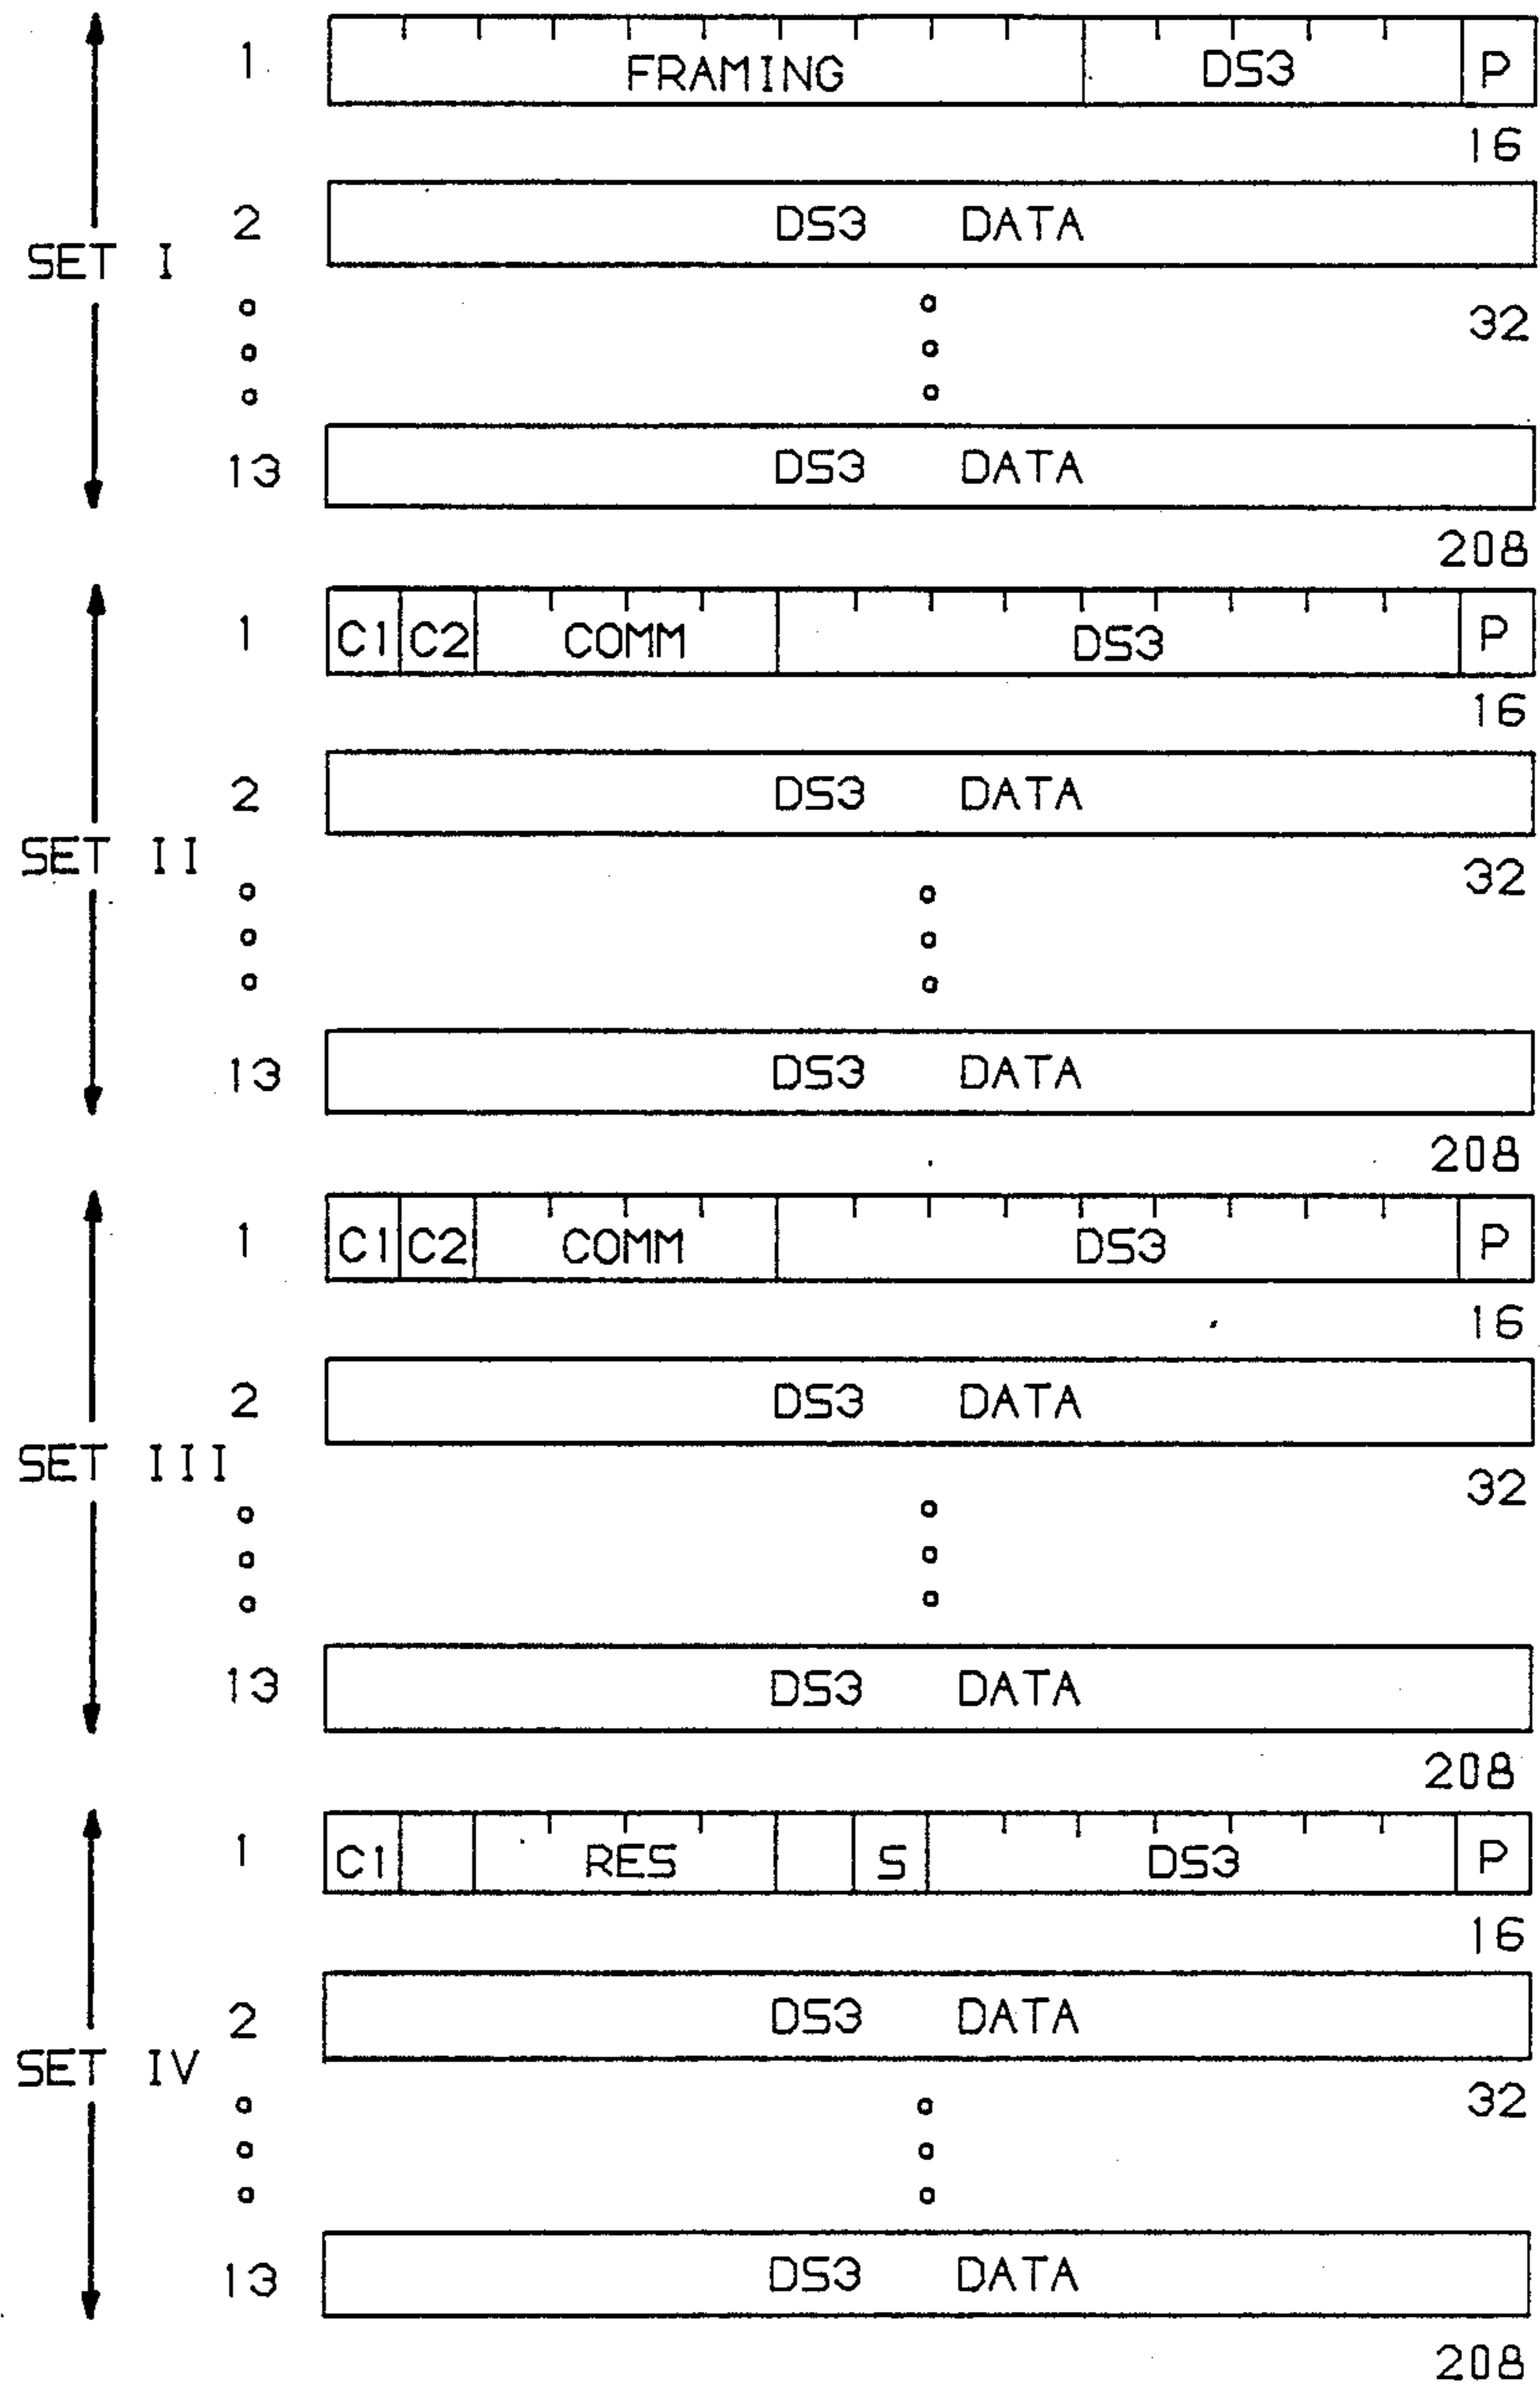 1 FRAMING DS3 P
16
2 DS3 DATA
SET I
32
13 DS3 DATA
208
1 C1 C2 COMM DS3 P
16
2 DS3 DATA
SET II
32
13 DS3 DATA
208
1 C1 C2 COMM DS3 P
16
2 DS3 DATA
SET III
32
13 DS3 DATA
208
1 C1 RES S DS3 P
16
2 DS3 DATA
SET IV
32
13 DS3 DATA
208